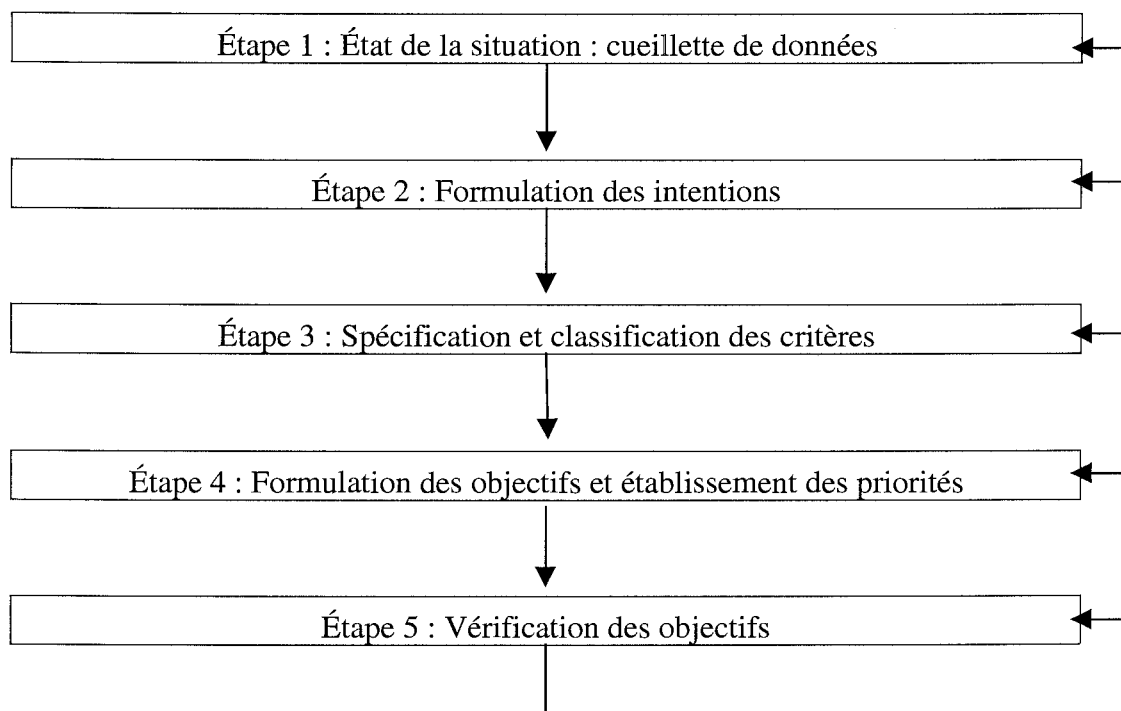 Étape 1 : État de la situation : cueillette de données
Étape 2 : Formulation des intentions
Étape 3 : Spécification et classification des critères
Étape 4 : Formulation des objectifs et établissement des priorités
Étape 5 : Vérification des objectifs